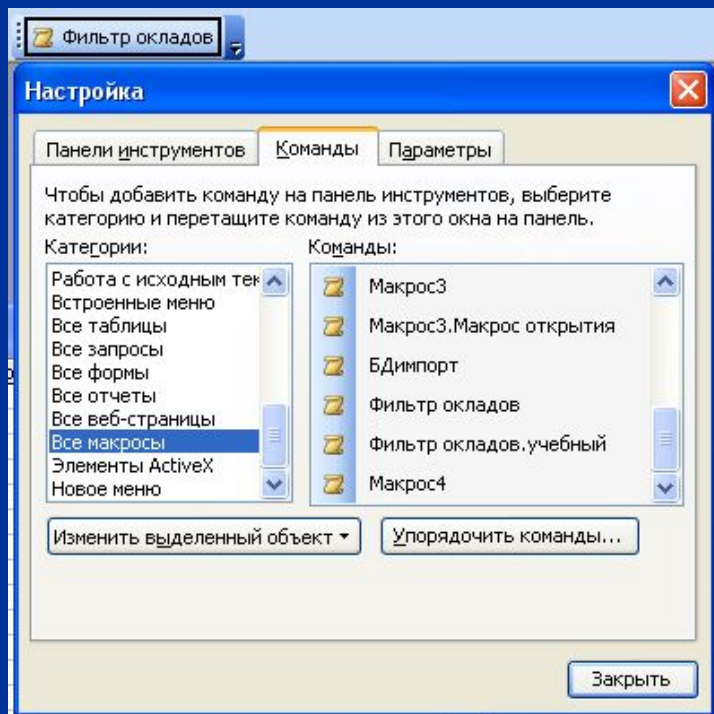 Фильтр окладов
Настройка
Панели инструментов
Команды
Параметры
Чтобы добавить команду на панель инструментов, выберите
категорию и перетащите команду из этого окна на панель.
Категории:
Работа с исходным тек
Встроенные меню
Все таблицы
Все запросы
Все формы
Все отчеты
Все веб-страницы
Все макросы
Элементы ActiveX
Новое меню
Команды:
Макрос3
Макрос3.Макрос открытия
БДимпорт
Фильтр окладов
Фильтр окладов.учебный
Макрос4
Изменить выделенный объект
Упорядочить команды...
Закрыть